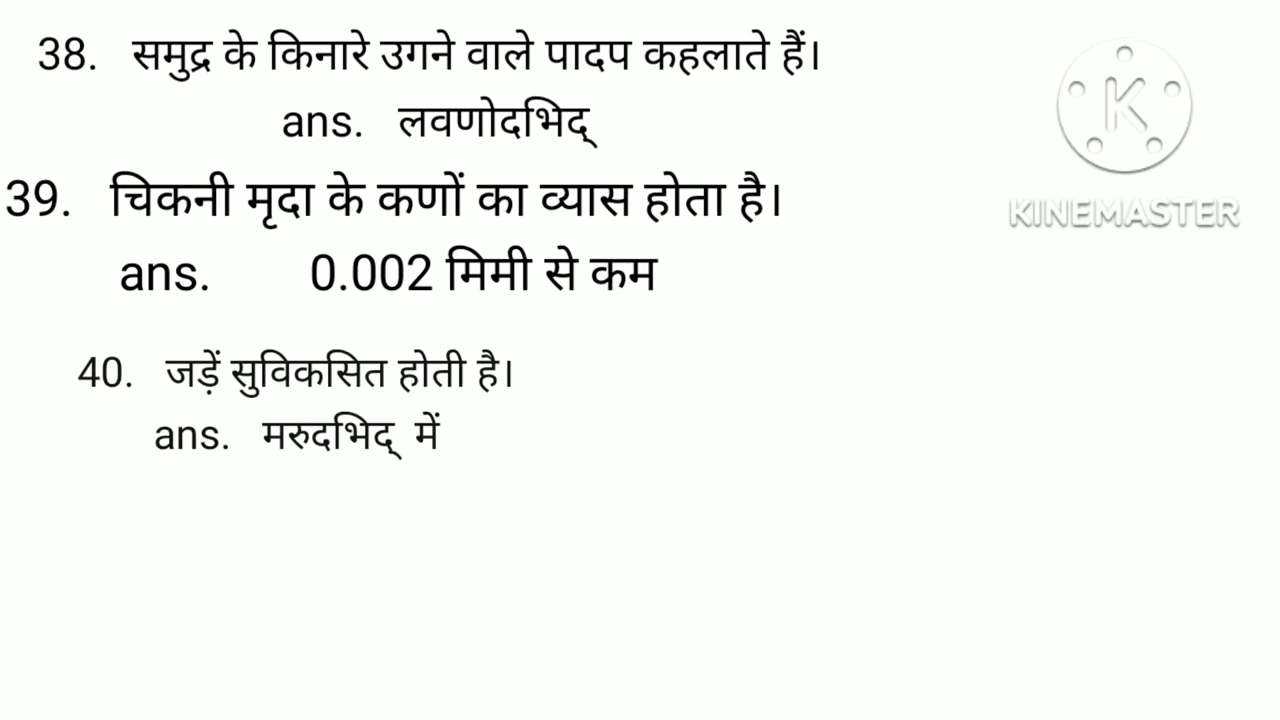 38. समुद्र के किनारे उगने वाले पादप कहलाते हैं।
ans. लवणोदभिद्
39. चिकनी मृदा के कणों का व्यास होता है।
ans. 0.002 मिमी से कम
40. जड़ें सुविकसित होती है।
ans. मरुदभिद् में
K
KINEMASTER